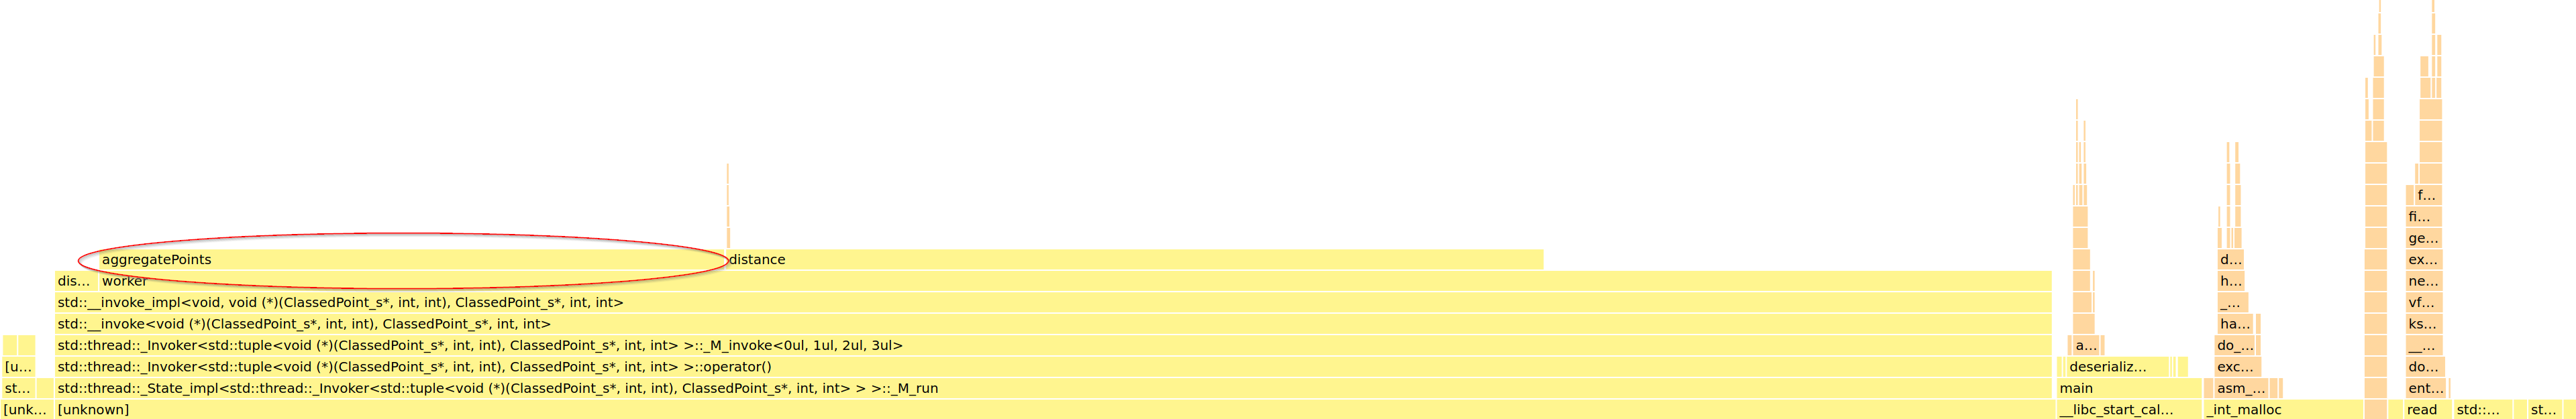 f...
fi...
ge...
aggregatePoints distance d... ex...
dis... worker h... ne...
std::__invoke_impl<void, void (*)(ClassedPoint_s*, int, int), ClassedPoint_s*, int, int> _... vf...
std::__invoke<void (*)(ClassedPoint_s*, int, int), ClassedPoint_s*, int, int> ha... ks...
std::thread::_Invoker<std::tuple<void (*)(ClassedPoint_s*, int, int), ClassedPoint_s*, int, int> >::_M_invoke<0ul, 1ul, 2ul, 3ul> a... do_... __...
[u... std::thread::_Invoker<std::tuple<void (*)(ClassedPoint_s*, int, int), ClassedPoint_s*, int, int> >::operator() deserializ... exc... do...
st... std::thread::_State_impl<std::thread::_Invoker<std::tuple<void (*)(ClassedPoint_s*, int, int), ClassedPoint_s*, int, int> > >::_M_run main asm_... ent...
[unk... [unknown] __libc_start_cal... _int_malloc read std::... st...